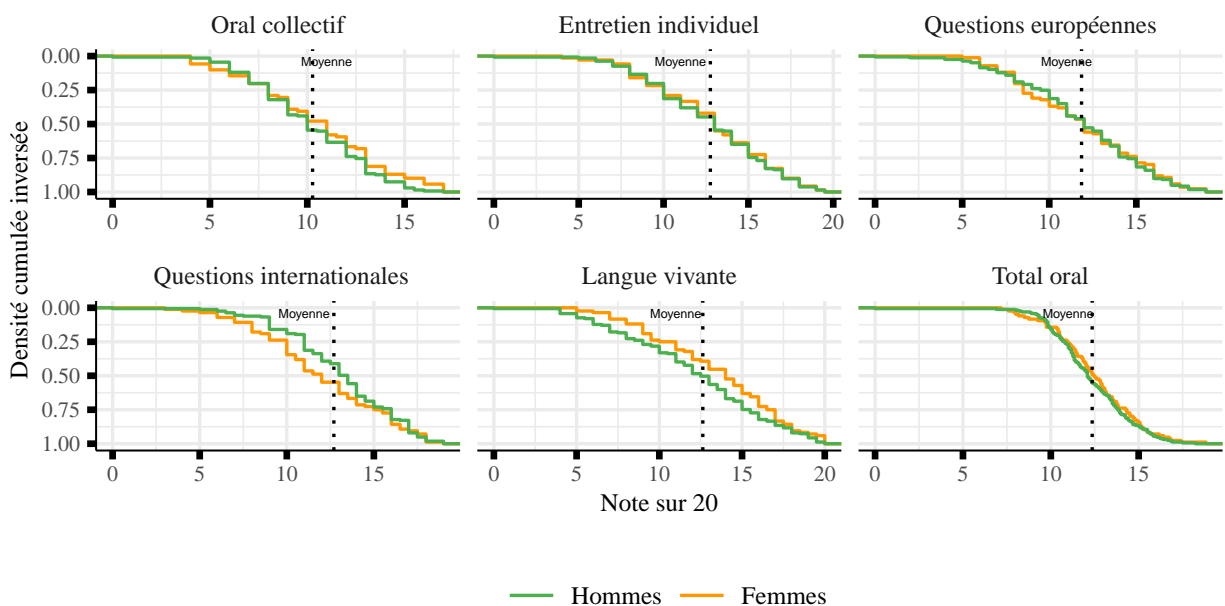 Oral collectif
Entretien individuel
Questions européennes
Densité cumulée inversée
0.00
0.25
0.50
0.75
1.00
Moyenne
Moyenne
Moyenne
0 5 10 15
0 5 10 15 20
0 5 10 15
Questions internationales
Langue vivante
Total oral
0.00
0.25
0.50
0.75
1.00
Moyenne
Moyenne
Moyenne
0 5 10 15
0 5 10 15 20
0 5 10 15
Note sur 20
Hommes Femmes